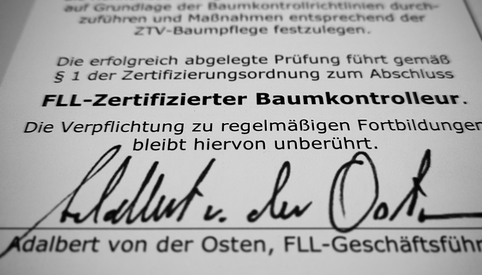 auf Grundlage der Baumkontrollrichtlinien durch-
zuführen und Maßnahmen entsprechend der
ZTV-Baumpflege festzulegen.
Die erfolgreich abgelegte Prüfung führt gemäß
§ 1 der Zertifizierungsordnung zum Abschluss
FLL-Zertifizierter Baumkontrolleur.
Die Verpflichtung zu regelmäßigen Fortbildungen
bleibt hiervon unberührt.
Adalbert v. der Osten
Adalbert von der Osten, FLL-Geschäftsführ